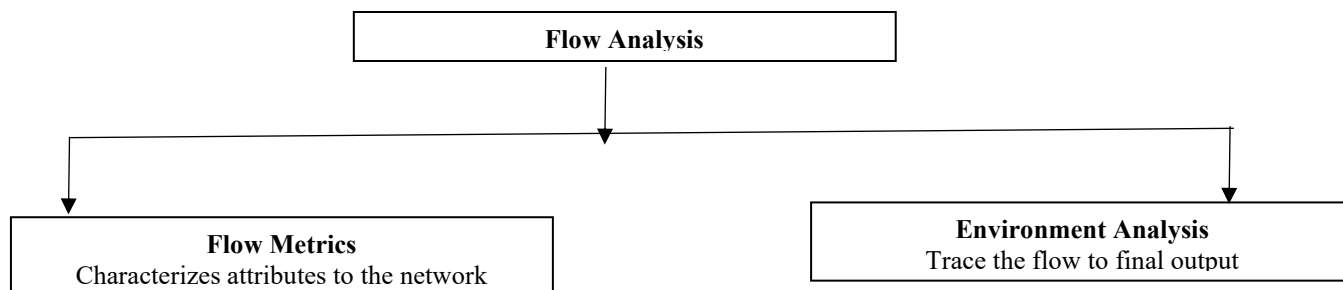 Flow Analysis
Flow Metrics
Characterizes attributes to the network
Environment Analysis
Trace the flow to final output